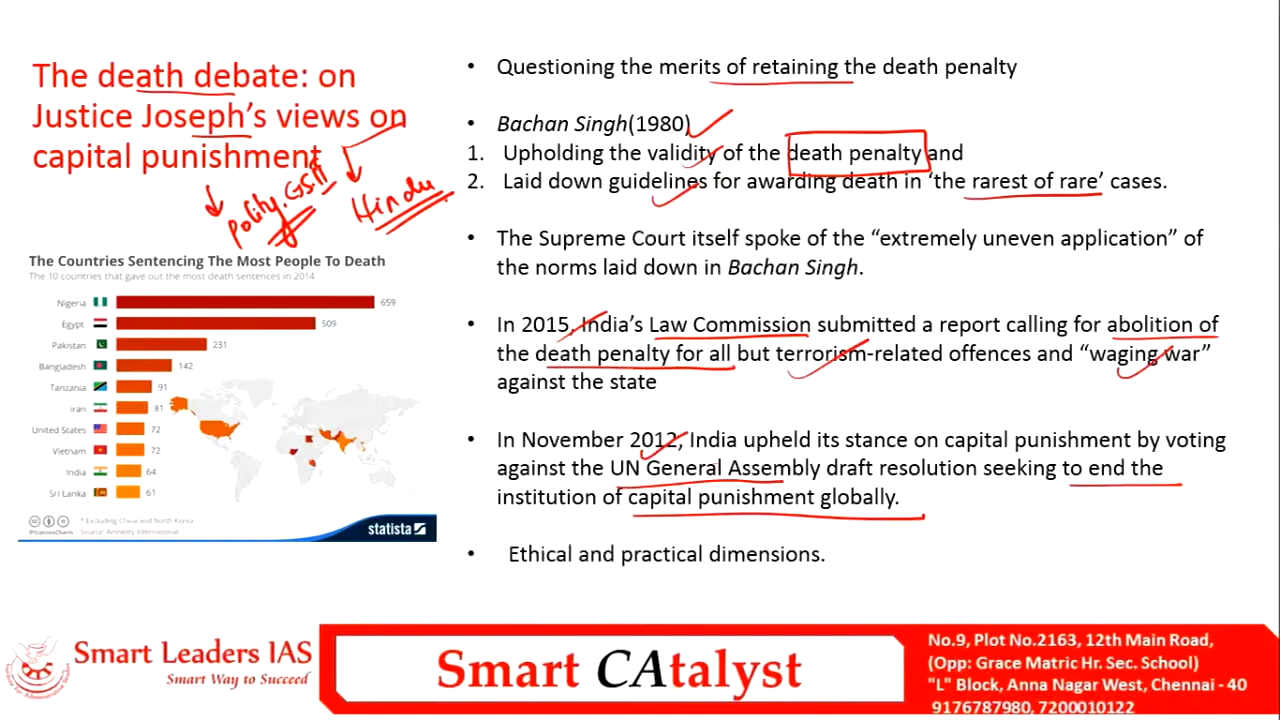 The death debate: on
Justice Joseph's views on
capital punishment
Polity. GS II
Hindu
The Countries Sentencing The Most People To Death
The 10 countries that gave out the most death sentences in 2014
Nigeria 659
Egypt 509
Pakistan 231
Bangladesh 142
Tanzania 91
Iran 81
United States 72
Vietnam 72
India 64
Sri Lanka 61
* Excluding China and North Korea
@StatistaCharts Source: Amnesty International
statista
• Questioning the merits of retaining the death penalty
• Bachan Singh(1980)
1. Upholding the validity of the death penalty and
2. Laid down guidelines for awarding death in 'the rarest of rare' cases.
• The Supreme Court itself spoke of the “extremely uneven application” of
the norms laid down in Bachan Singh.
• In 2015, India's Law Commission submitted a report calling for abolition of
the death penalty for all but terrorism-related offences and “waging war”
against the state
• In November 2012, India upheld its stance on capital punishment by voting
against the UN General Assembly draft resolution seeking to end the
institution of capital punishment globally.
• Ethical and practical dimensions.
Smart Leaders IAS
Smart Way to Succeed
Smart CAtalyst
No.9, Plot No.2163, 12th Main Road,
(Opp: Grace Matric Hr. Sec. School)
"L" Block, Anna Nagar West, Chennai - 40
9176787980, 7200010122